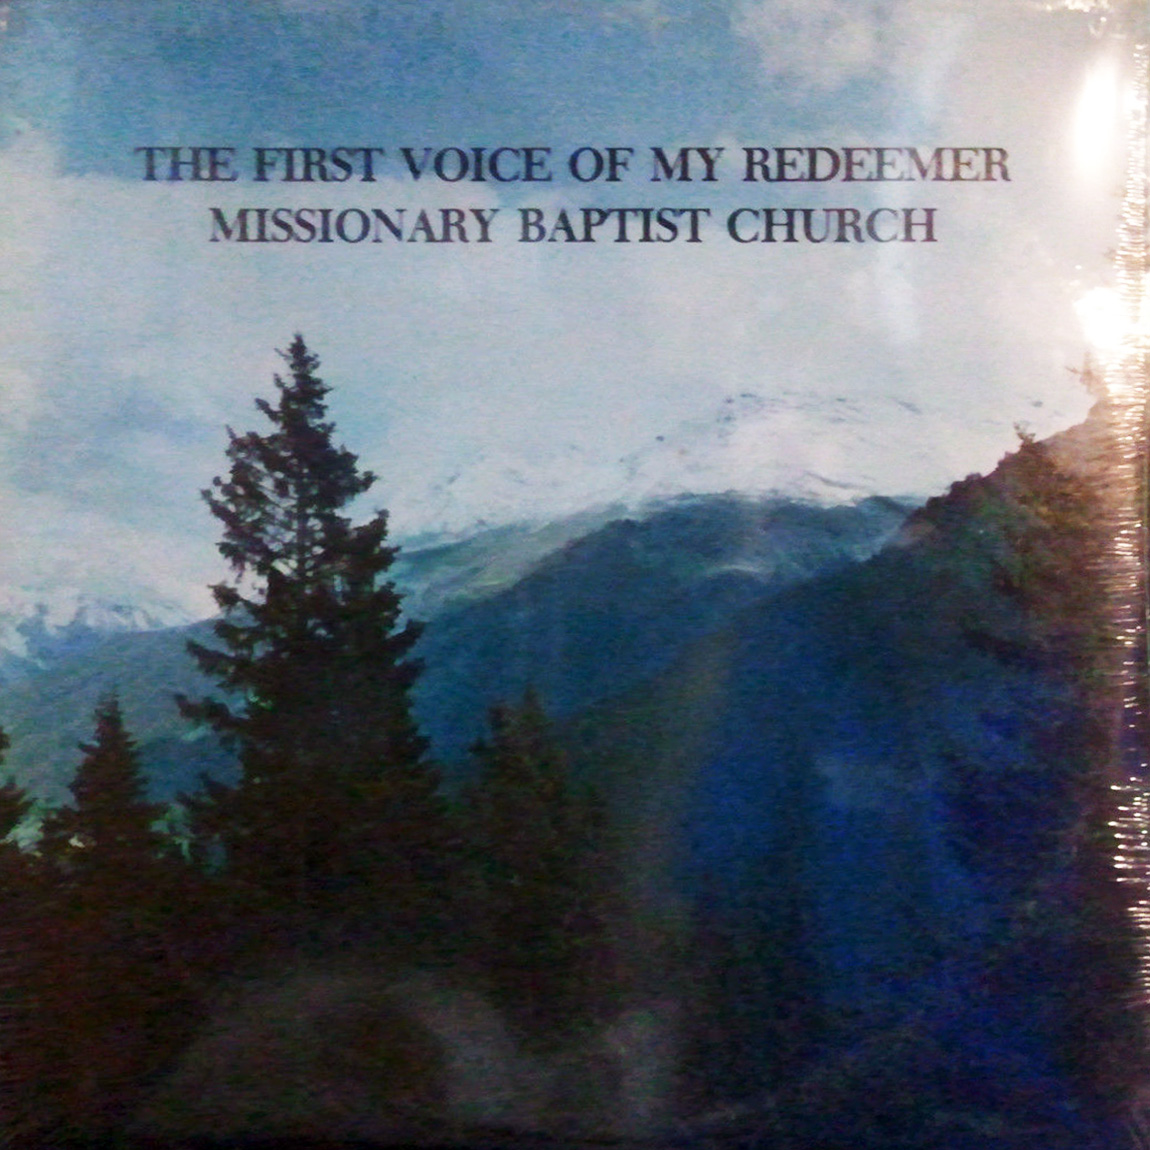 THE FIRST VOICE OF MY REDEEMER
MISSIONARY BAPTIST CHURCH